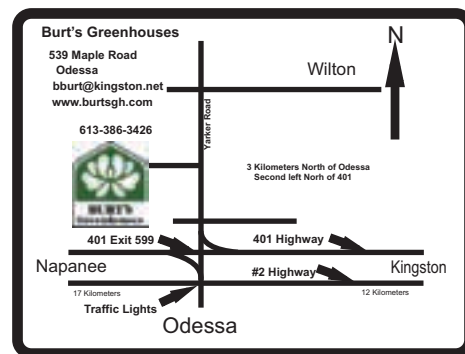 Burt's Greenhouses
N
539 Maple Road
Odessa
bburt@kingston.net
www.burtsgh.com
Wilton
Yarker Road
613-386-3426
3 Kilometers North of Odessa
Second left Norh of 401
BURT'S
Greenhouses
401 Exit 599
401 Highway
Napanee
#2 Highway
Kingston
17 Kilometers
12 Kilometers
Traffic Lights
Odessa